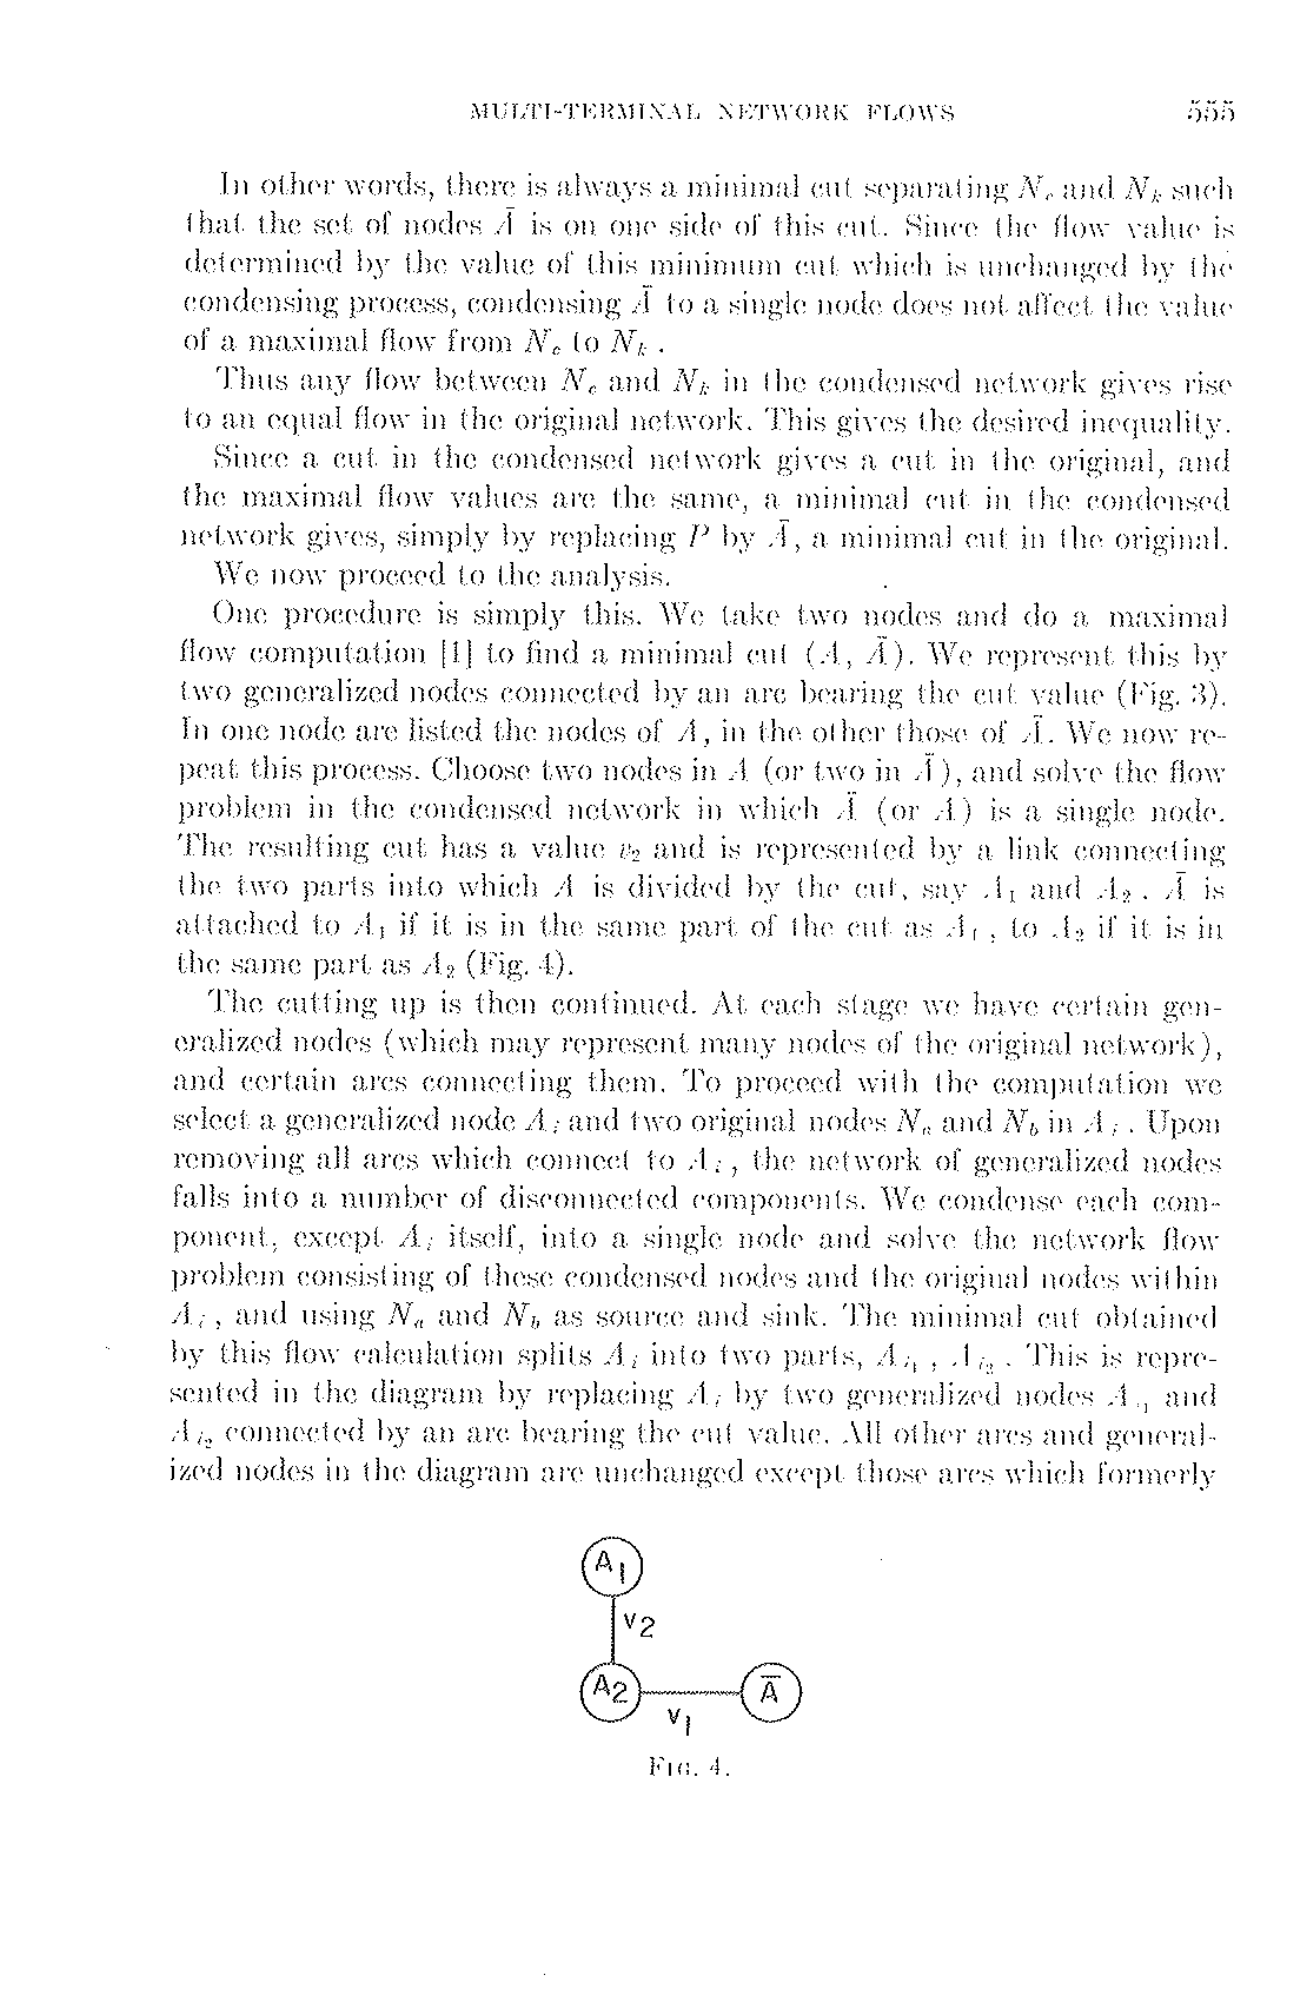 MULTI-TERMINAL NETWORK FLOWS 555
In other words, there is always a minimal cut separating Nₑ and Nₖ such
that the set of nodes Ā is on one side of this cut. Since the flow value is
determined by the value of this minimum cut which is unchanged by the
condensing process, condensing Ā to a single node does not affect the value
of a maximal flow from Nₑ to Nₖ .
Thus any flow between Nₑ and Nₖ in the condensed network gives rise
to an equal flow in the original network. This gives the desired inequality.
Since a cut in the condensed network gives a cut in the original, and
the maximal flow values are the same, a minimal cut in the condensed
network gives, simply by replacing P by Ā, a minimal cut in the original.
We now proceed to the analysis.
One procedure is simply this. We take two nodes and do a maximal
flow computation [1] to find a minimal cut (A, Ā). We represent this by
two generalized nodes connected by an arc bearing the cut value (Fig. 3).
In one node are listed the nodes of A, in the other those of Ā. We now re-
peat this process. Choose two nodes in A (or two in Ā), and solve the flow
problem in the condensed network in which Ā (or A) is a single node.
The resulting cut has a value v₂ and is represented by a link connecting
the two parts into which A is divided by the cut, say A₁ and A₂ . Ā is
attached to A₁ if it is in the same part of the cut as A₁ , to A₂ if it is in
the same part as A₂ (Fig. 4).
The cutting up is then continued. At each stage we have certain gen-
eralized nodes (which may represent many nodes of the original network),
and certain arcs connecting them. To proceed with the computation we
select a generalized node Aᵢ and two original nodes Nₐ and N_b in Aᵢ . Upon
removing all arcs which connect to Aᵢ , the network of generalized nodes
falls into a number of disconnected components. We condense each com-
ponent, except Aᵢ itself, into a single node and solve the network flow
problem consisting of these condensed nodes and the original nodes within
Aᵢ , and using Nₐ and N_b as source and sink. The minimal cut obtained
by this flow calculation splits Aᵢ into two parts, Aᵢ₁ , Aᵢ₂ . This is repre-
sented in the diagram by replacing Aᵢ by two generalized nodes Aᵢ₁ and
Aᵢ₂ connected by an arc bearing the cut value. All other arcs and general-
ized nodes in the diagram are unchanged except those arcs which formerly
A₁
v₂
A₂ Ā
v₁
FIG. 4.